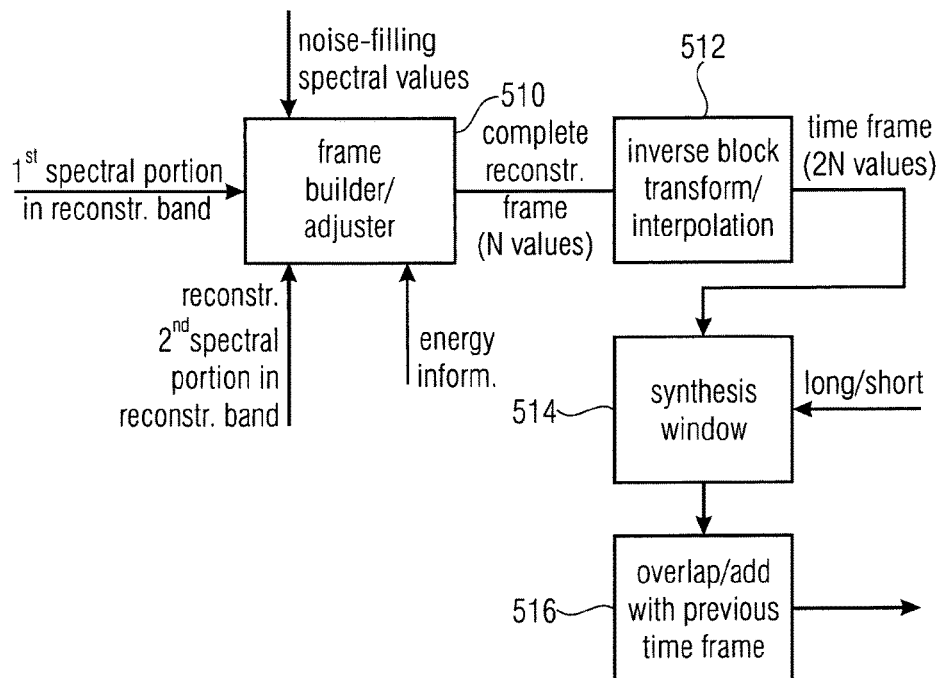 noise-filling
spectral values
510
512
1st spectral portion
in reconstr. band
frame
builder/
adjuster
complete
reconstr.
frame
(N values)
inverse block
transform/
interpolation
time frame
(2N values)
reconstr.
2nd spectral
portion in
reconstr. band
energy
inform.
514
synthesis
window
long/short
516
overlap/add
with previous
time frame